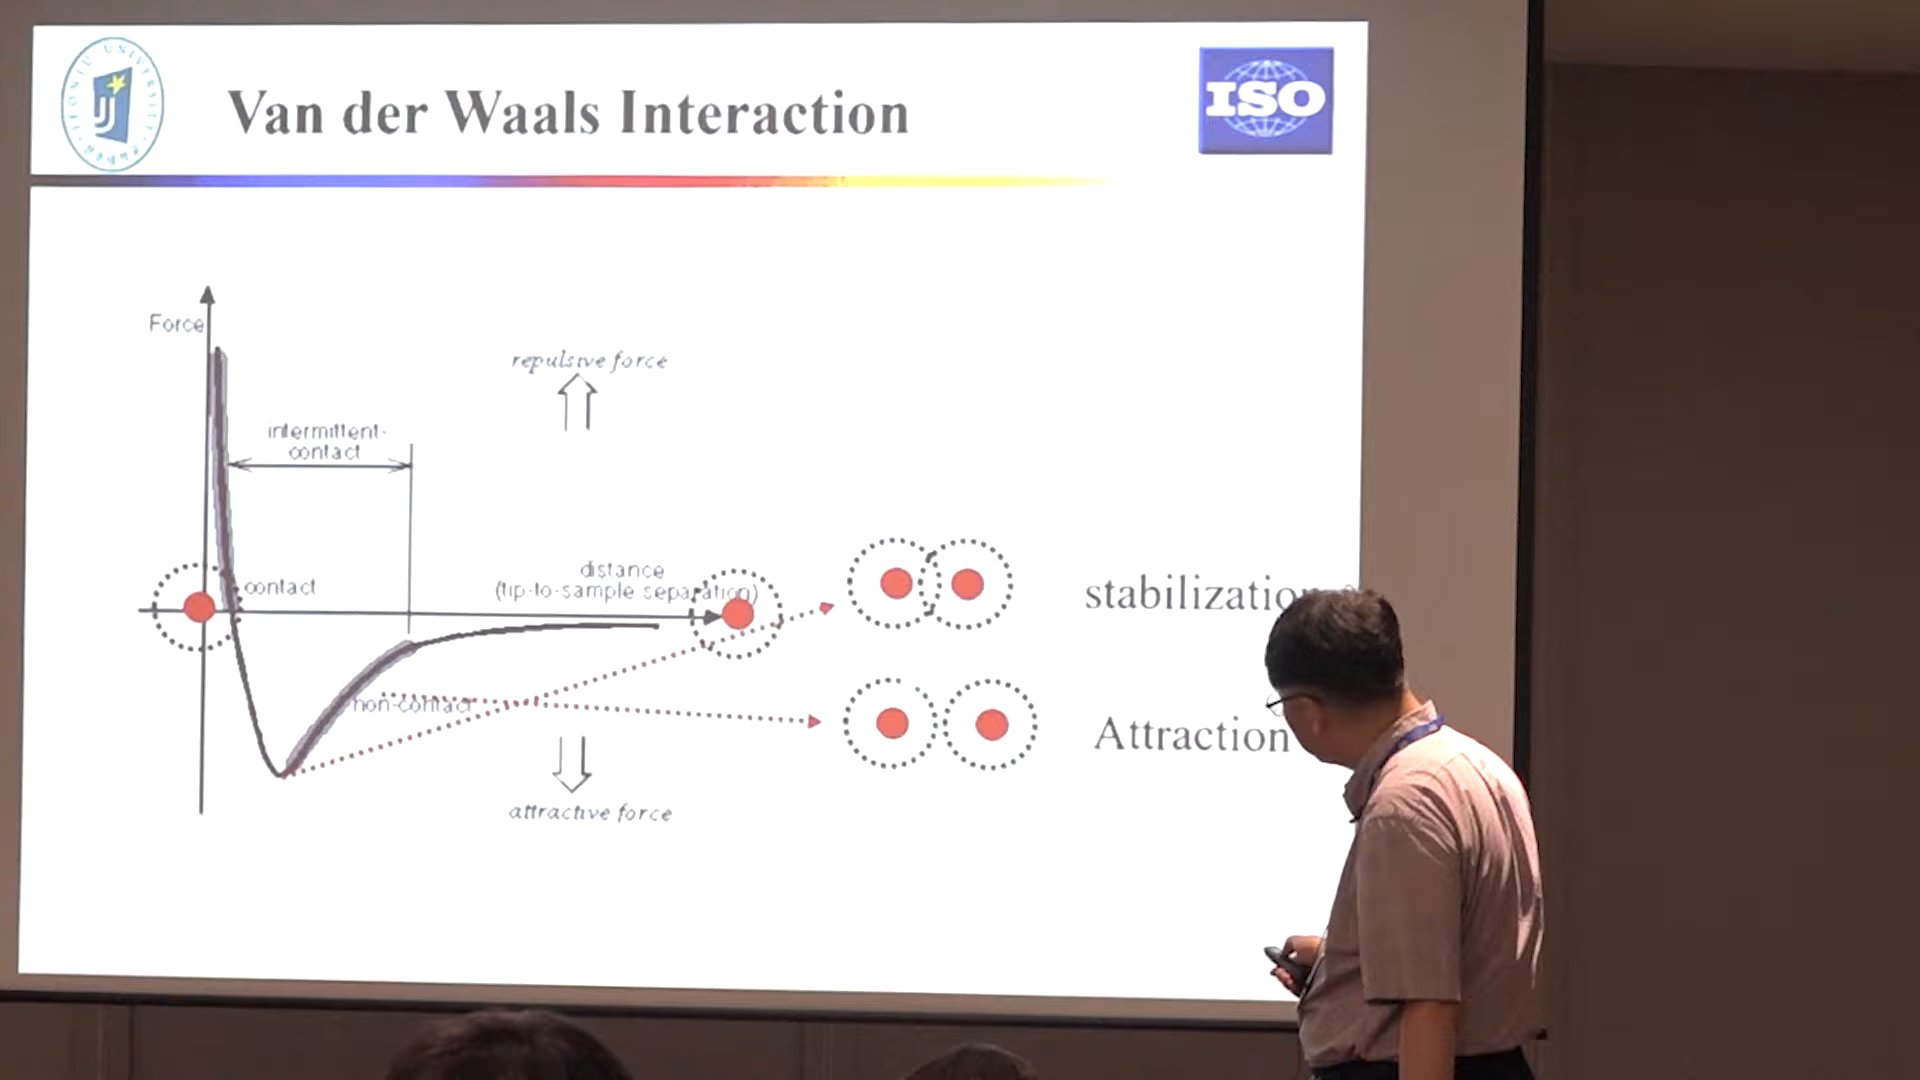 Van der Waals Interaction
ISO
Force
repulsive force
intermittent-
contact
contact
distance
(tip-to-sample separation)
stabilization
non-contact
Attraction
attractive force